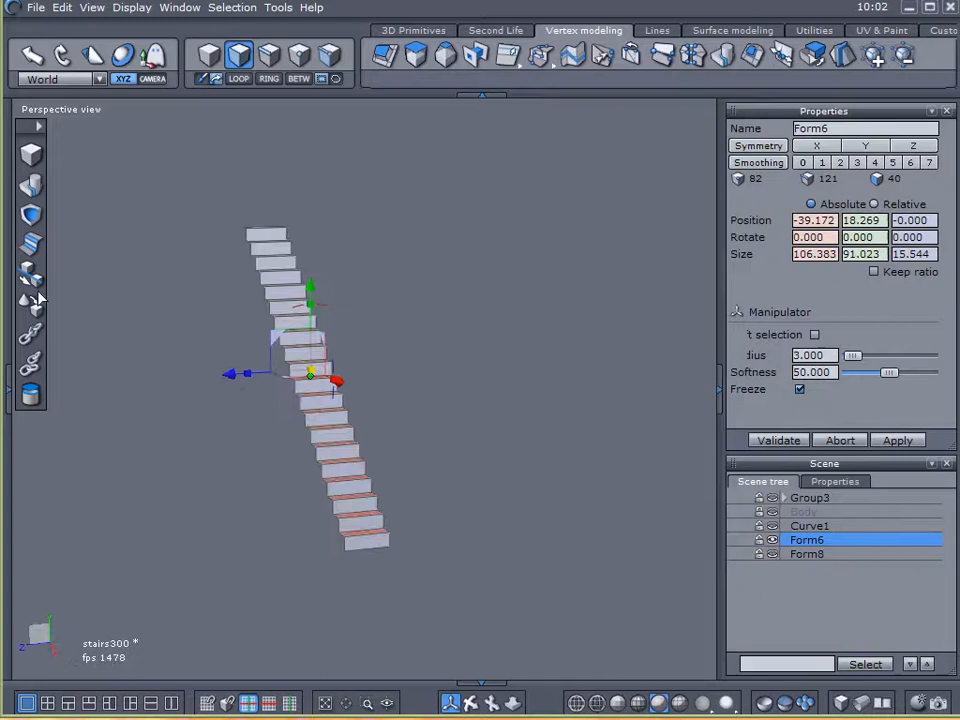 File Edit View Display Window Selection Tools Help 10:02
3D Primitives Second Life Vertex modeling Lines Surface modeling Utilities UV & Paint Custo
World XYZ CAMERA LOOP RING BETW
Perspective view
Properties
Name Form6
Symmetry X Y Z
Smoothing 0 1 2 3 4 5 6 7
82 121 40
Absolute Relative
Position -39.172 18.269 -0.000
Rotate 0.000 0.000 0.000
Size 106.383 91.023 15.544
Keep ratio
Manipulator
't selection
dius 3.000
Softness 50.000
Freeze
Validate Abort Apply
Scene
Scene tree Properties
Group3
Body
Curve1
Form6
Form8
Select
Z
stairs300 *
fps 1478